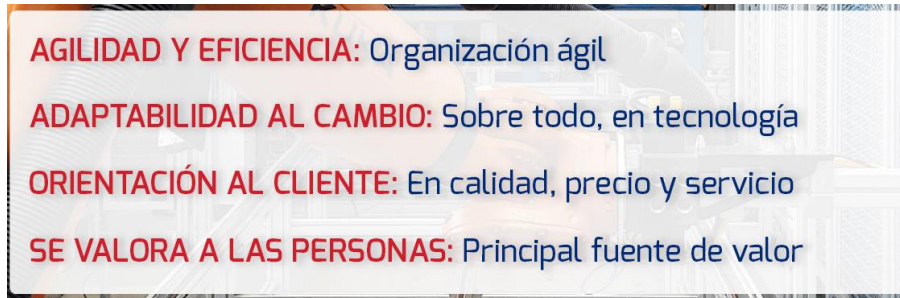 AGILIDAD Y EFICIENCIA: Organización ágil
ADAPTABILIDAD AL CAMBIO: Sobre todo, en tecnología
ORIENTACIÓN AL CLIENTE: En calidad, precio y servicio
SE VALORA A LAS PERSONAS: Principal fuente de valor